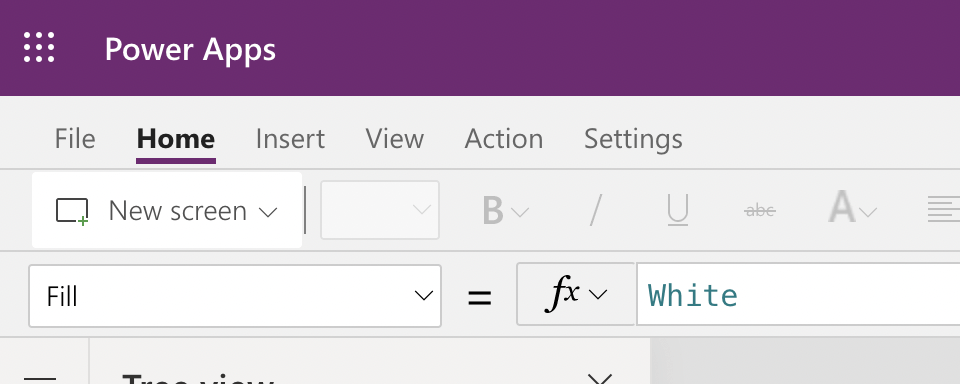 Power Apps
File Home Insert View Action Settings
New screen B / U abc A
Fill = fx White
Tree view